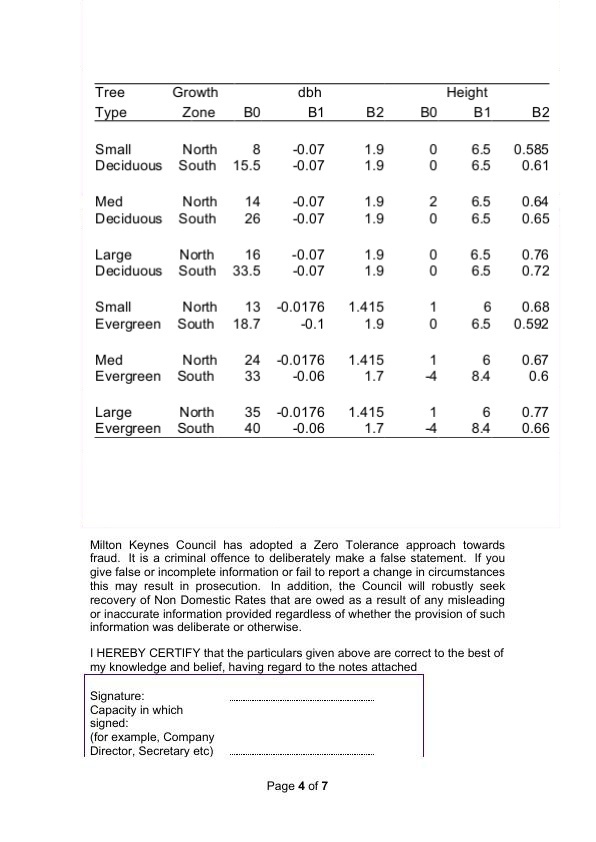 Tree Growth dbh Height
Type Zone B0 B1 B2 B0 B1 B2
Small North 8 -0.07 1.9 0 6.5 0.585
Deciduous South 15.5 -0.07 1.9 0 6.5 0.61
Med North 14 -0.07 1.9 2 6.5 0.64
Deciduous South 26 -0.07 1.9 0 6.5 0.65
Large North 16 -0.07 1.9 0 6.5 0.76
Deciduous South 33.5 -0.07 1.9 0 6.5 0.72
Small North 13 -0.0176 1.415 1 6 0.68
Evergreen South 18.7 -0.1 1.9 0 6.5 0.592
Med North 24 -0.0176 1.415 1 6 0.67
Evergreen South 33 -0.06 1.7 -4 8.4 0.6
Large North 35 -0.0176 1.415 1 6 0.77
Evergreen South 40 -0.06 1.7 -4 8.4 0.66
Milton Keynes Council has adopted a Zero Tolerance approach towards
fraud. It is a criminal offence to deliberately make a false statement. If you
give false or incomplete information or fail to report a change in circumstances
this may result in prosecution. In addition, the Council will robustly seek
recovery of Non Domestic Rates that are owed as a result of any misleading
or inaccurate information provided regardless of whether the provision of such
information was deliberate or otherwise.
I HEREBY CERTIFY that the particulars given above are correct to the best of
my knowledge and belief, having regard to the notes attached
Signature:
Capacity in which
signed:
(for example, Company
Director, Secretary etc)
Page 4 of 7